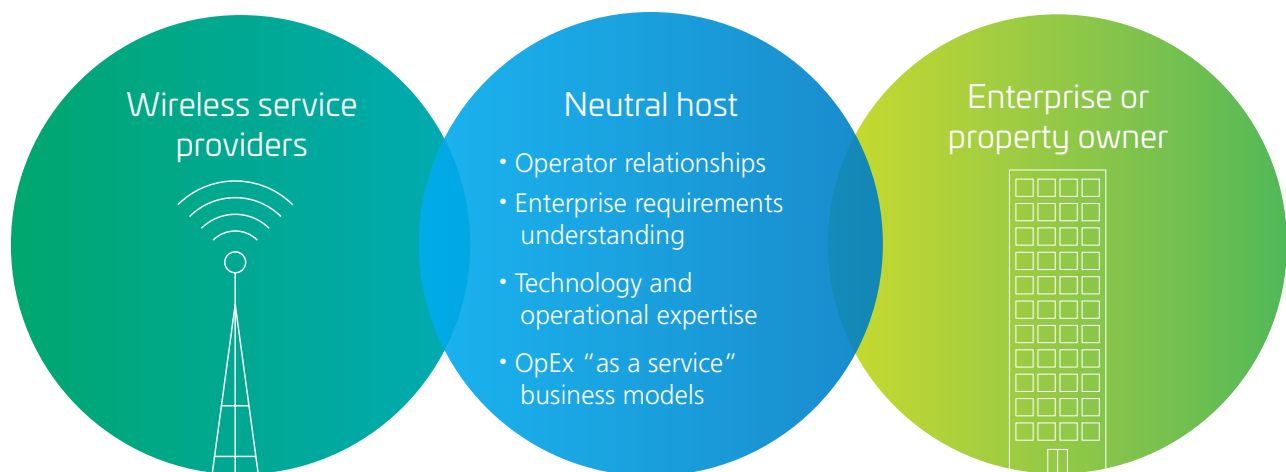 Wireless service
providers
Neutral host
• Operator relationships
• Enterprise requirements
understanding
• Technology and
operational expertise
• OpEx “as a service”
business models
Enterprise or
property owner